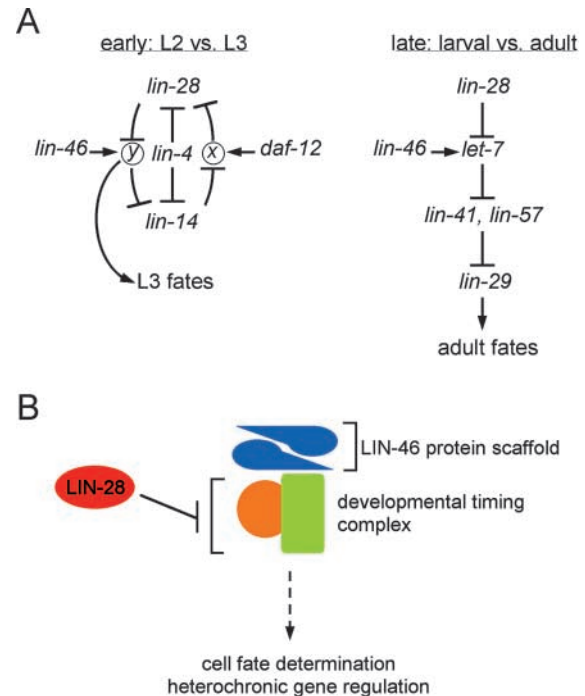 A
early: L2 vs. L3
lin-28
lin-46
y
lin-4
x
daf-12
lin-14
L3 fates
late: larval vs. adult
lin-28
lin-46
let-7
lin-41, lin-57
lin-29
adult fates
B
LIN-28
LIN-46 protein scaffold
developmental timing
complex
cell fate determination
heterochronic gene regulation